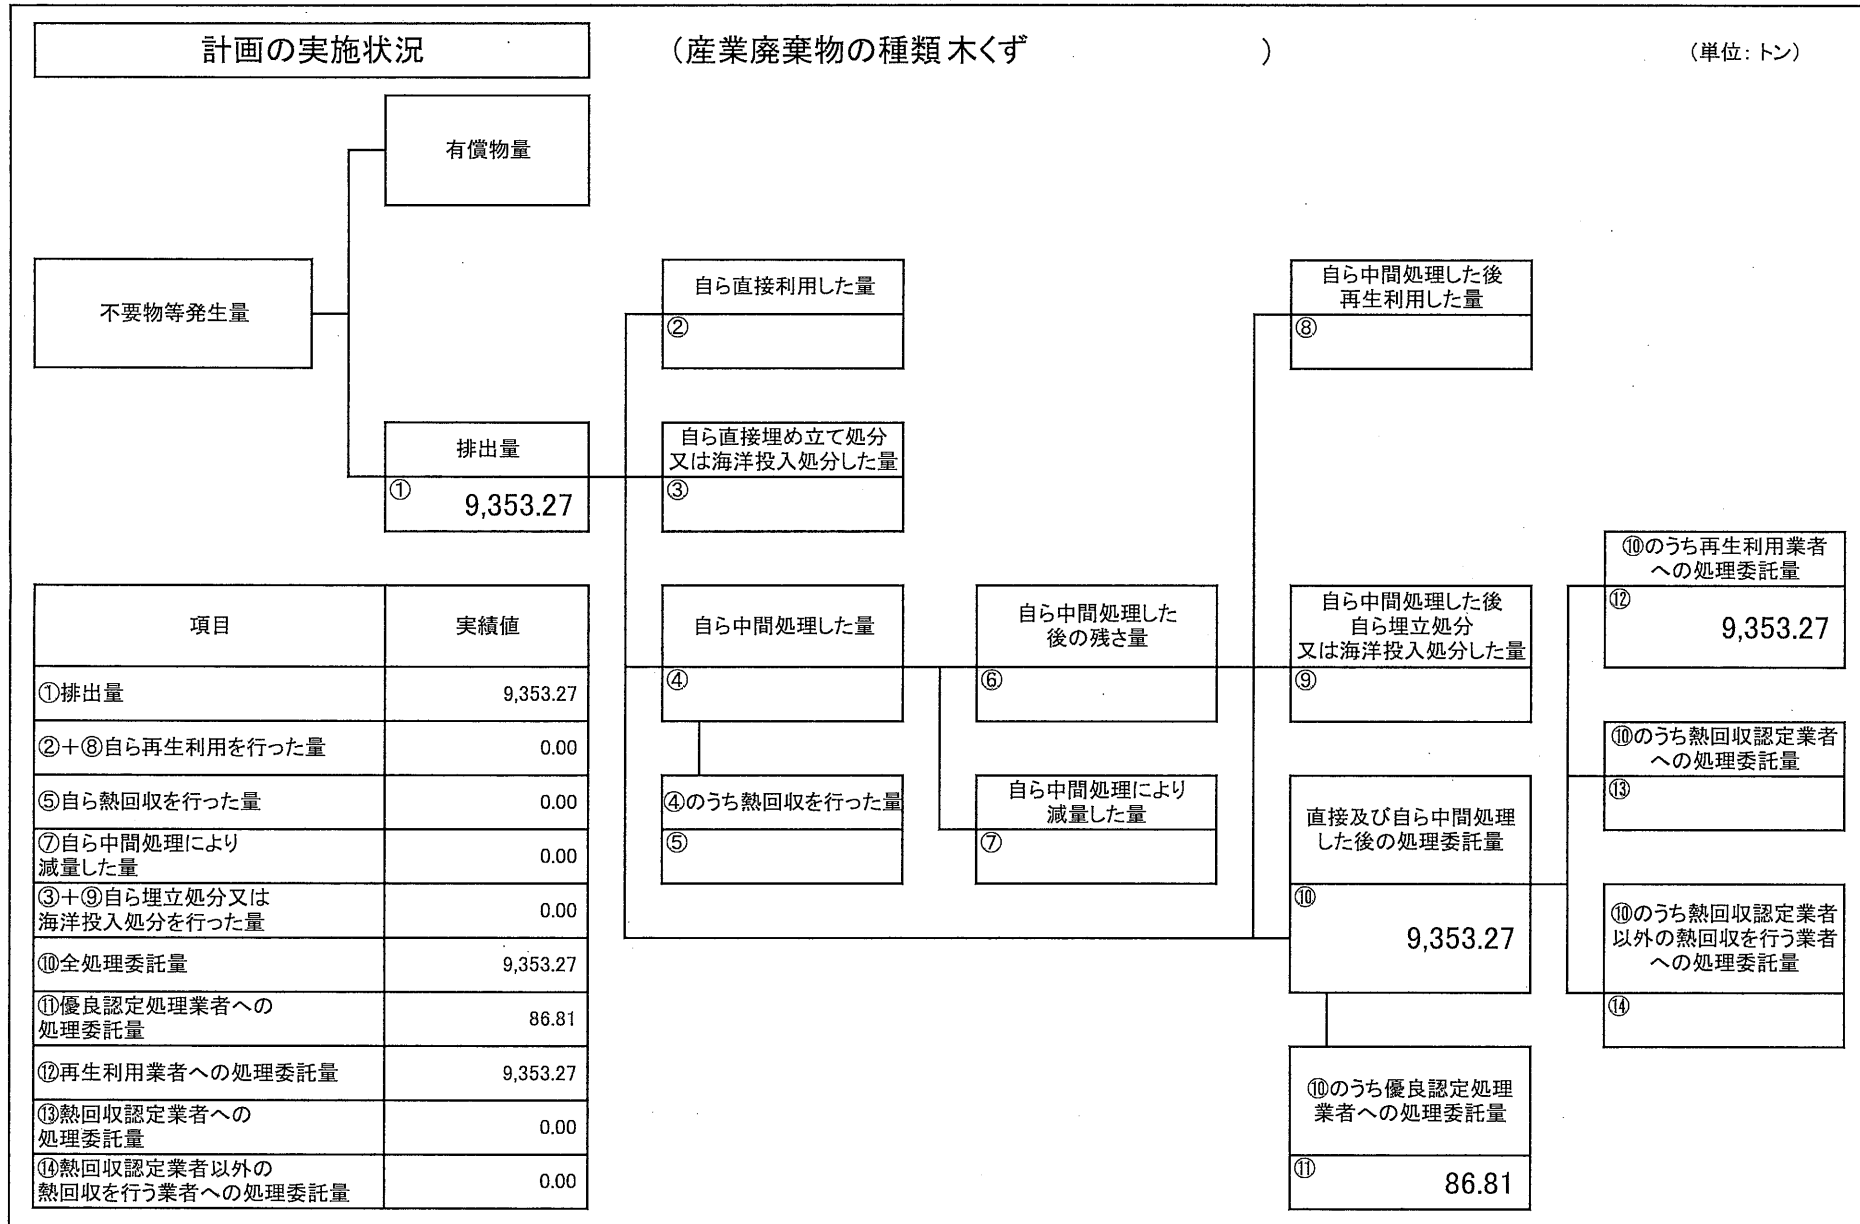 計画の実施状況
(産業廃棄物の種類 木くず )
(単位:トン)
有償物量
不要物等発生量
自ら直接利用した量
②
自ら中間処理した後
再生利用した量
⑧
排出量
① 9,353.27
自ら直接埋め立て処分
又は海洋投入処分した量
③
⑩のうち再生利用業者
への処理委託量
⑫
9,353.27
自ら中間処理した量
④
自ら中間処理した
後の残さ量
⑥
自ら中間処理した後
自ら埋立処分
又は海洋投入処分した量
⑨
⑩のうち熱回収認定業者
への処理委託量
⑬
④のうち熱回収を行った量
⑤
自ら中間処理により
減量した量
⑦
直接及び自ら中間処理
した後の処理委託量
⑩
9,353.27
⑩のうち熱回収認定業者
以外の熱回収を行う業者
への処理委託量
⑭
⑩のうち優良認定処理
業者への処理委託量
⑪
86.81
項目 実績値
①排出量 9,353.27
②+⑧自ら再生利用を行った量 0.00
⑤自ら熱回収を行った量 0.00
⑦自ら中間処理により
減量した量 0.00
③+⑨自ら埋立処分又は
海洋投入処分を行った量 0.00
⑩全処理委託量 9,353.27
⑪優良認定処理業者への
処理委託量 86.81
⑫再生利用業者への処理委託量 9,353.27
⑬熱回収認定業者への
処理委託量 0.00
⑭熱回収認定業者以外の
熱回収を行う業者への処理委託量 0.00